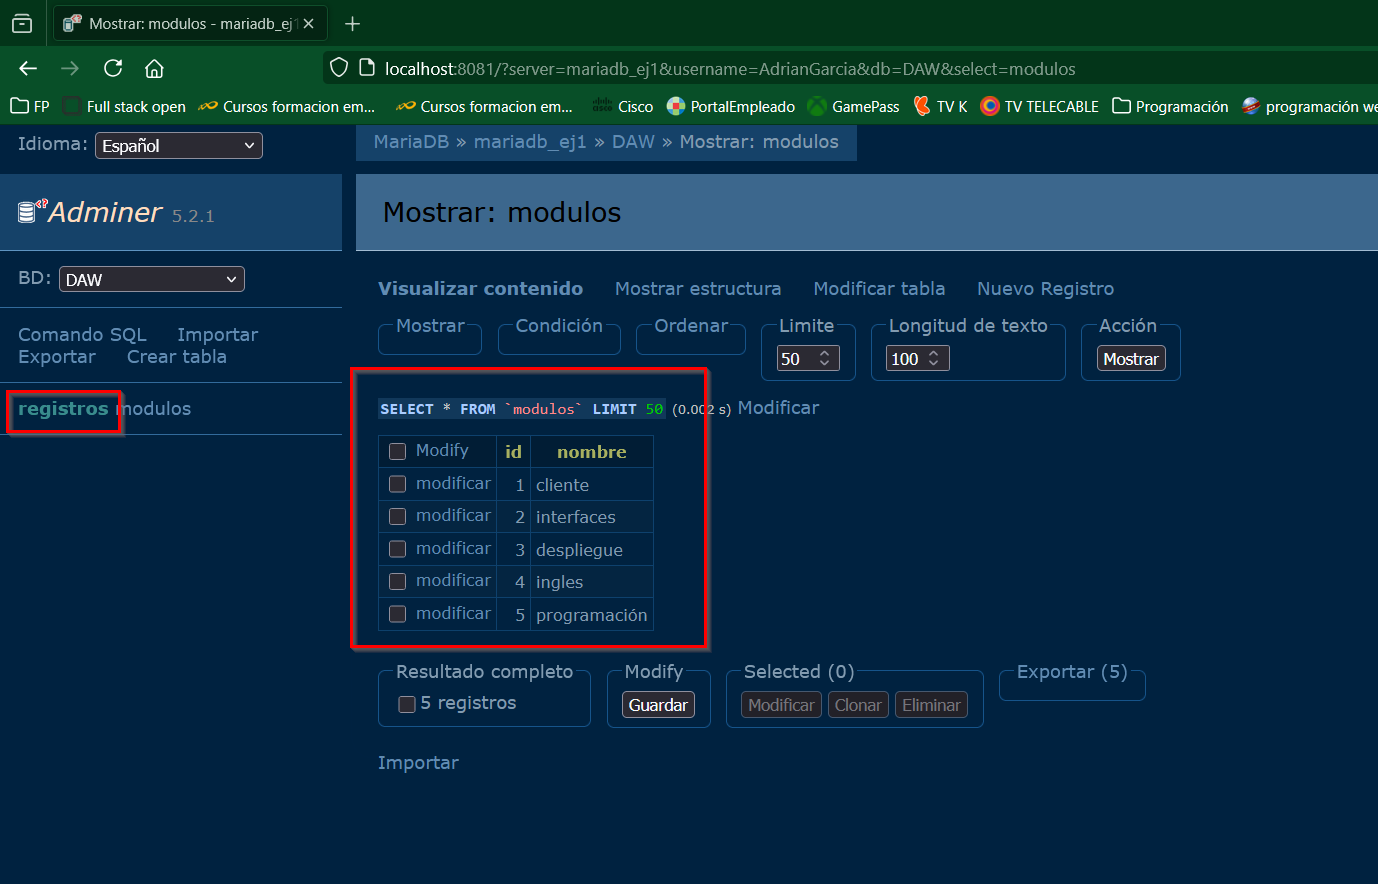 Mostrar: modulos - mariadb_ej1
localhost:8081/?server=mariadb_ej1&username=AdrianGarcia&db=DAW&select=modulos
FP Full stack open Cursos formacion em... Cursos formacion em... Cisco PortalEmpleado GamePass TV K TV TELECABLE Programación programación we
Idioma: Español
MariaDB » mariadb_ej1 » DAW » Mostrar: modulos
Adminer 5.2.1
Mostrar: modulos
BD: DAW
Visualizar contenido Mostrar estructura Modificar tabla Nuevo Registro
Comando SQL Importar
Exportar Crear tabla
registros modulos
Mostrar Condición Ordenar Limite Longitud de texto Acción
50 100 Mostrar
SELECT * FROM `modulos` LIMIT 50 (0.002 s) Modificar
Modify id nombre
modificar 1 cliente
modificar 2 interfaces
modificar 3 despliegue
modificar 4 ingles
modificar 5 programación
Resultado completo Modify Selected (0) Exportar (5)
5 registros Guardar Modificar Clonar Eliminar
Importar